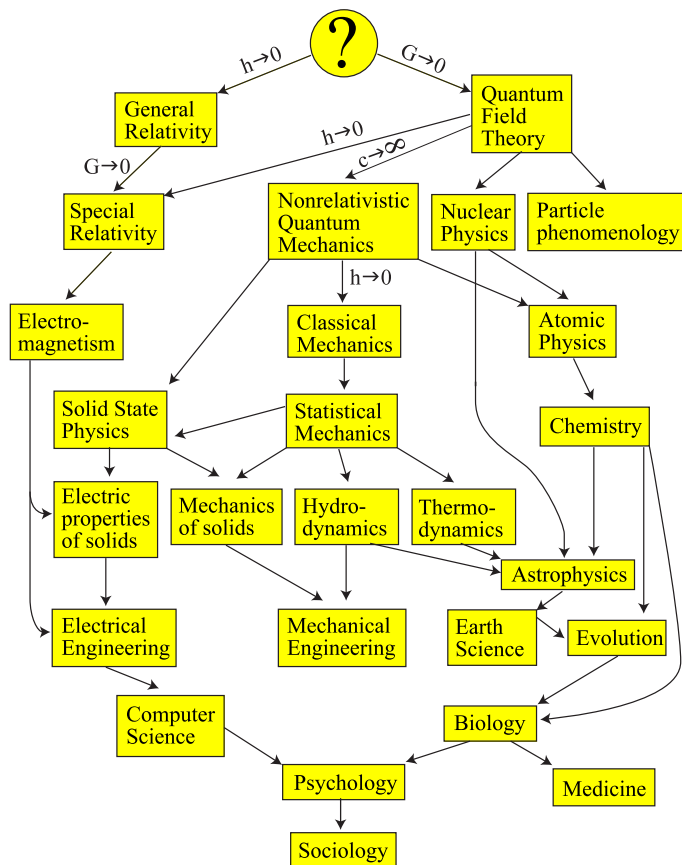 ?
h→0
G→0
General
Relativity
Quantum
Field
Theory
h→0
c→∞
G→0
Special
Relativity
Nonrelativistic
Quantum
Mechanics
Nuclear
Physics
Particle
phenomenology
h→0
Electro-
magnetism
Classical
Mechanics
Atomic
Physics
Solid State
Physics
Statistical
Mechanics
Chemistry
Electric
properties
of solids
Mechanics
of solids
Hydro-
dynamics
Thermo-
dynamics
Astrophysics
Electrical
Engineering
Mechanical
Engineering
Earth
Science
Evolution
Computer
Science
Biology
Psychology
Medicine
Sociology